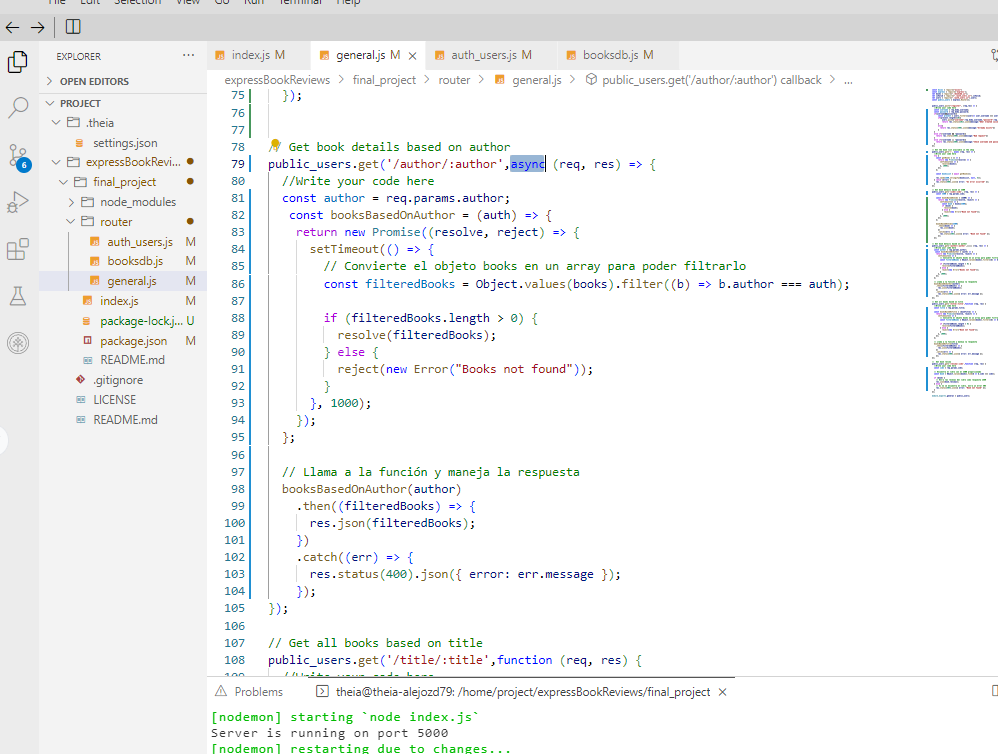 File Edit Selection View Go Run Terminal Help
EXPLORER ...
OPEN EDITORS
PROJECT
.theia
settings.json
expressBookRevi...
final_project
node_modules
router
auth_users.js M
booksdb.js M
general.js M
index.js M
package-lock.j... U
package.json M
README.md
.gitignore
LICENSE
README.md
6
index.js M general.js M auth_users.js M booksdb.js M
expressBookReviews > final_project > router > general.js > public_users.get('/author/:author') callback > ...
75 });
76
77
78 // Get book details based on author
79 public_users.get('/author/:author',async (req, res) => {
80 //Write your code here
81 const author = req.params.author;
82 const booksBasedOnAuthor = (auth) => {
83 return new Promise((resolve, reject) => {
84 setTimeout(() => {
85 // Convierte el objeto books en un array para poder filtrarlo
86 const filteredBooks = Object.values(books).filter((b) => b.author === auth);
87
88 if (filteredBooks.length > 0) {
89 resolve(filteredBooks);
90 } else {
91 reject(new Error("Books not found"));
92 }
93 }, 1000);
94 });
95 };
96
97 // Llama a la función y maneja la respuesta
98 booksBasedOnAuthor(author)
99 .then((filteredBooks) => {
100 res.json(filteredBooks);
101 })
102 .catch((err) => {
103 res.status(400).json({ error: err.message });
104 });
105 });
106
107 // Get all books based on title
108 public_users.get('/title/:title',function (req, res) {
109 //Write your code here
Problems theia@theia-alejozd79: /home/project/expressBookReviews/final_project
[nodemon] starting `node index.js`
Server is running on port 5000
[nodemon] restarting due to changes...